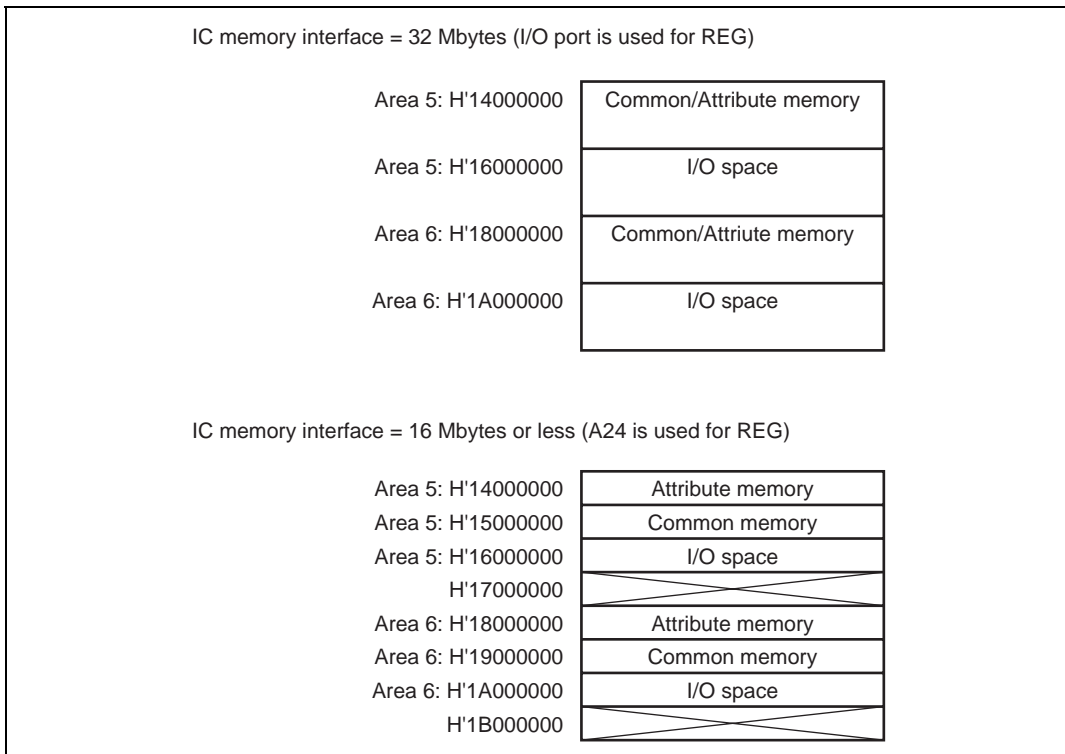 IC memory interface = 32 Mbytes (I/O port is used for REG)
Area 5: H'14000000 Common/Attribute memory
Area 5: H'16000000 I/O space
Area 6: H'18000000 Common/Attriute memory
Area 6: H'1A000000 I/O space
IC memory interface = 16 Mbytes or less (A24 is used for REG)
Area 5: H'14000000 Attribute memory
Area 5: H'15000000 Common memory
Area 5: H'16000000 I/O space
H'17000000
Area 6: H'18000000 Attribute memory
Area 6: H'19000000 Common memory
Area 6: H'1A000000 I/O space
H'1B000000